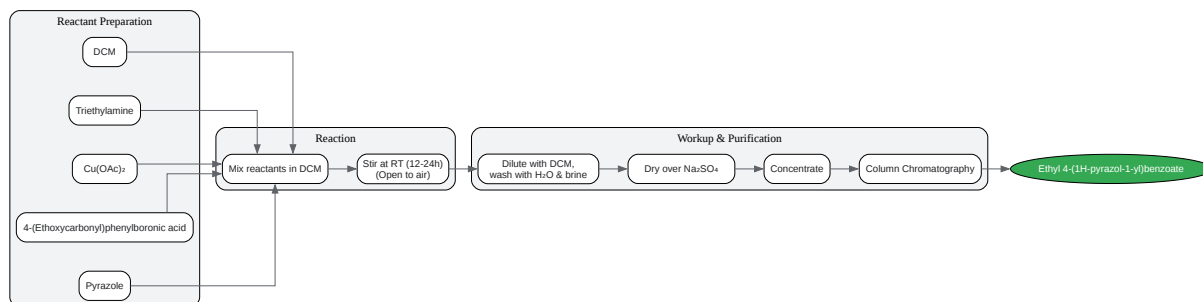 Reactant Preparation
DCM
Triethylamine
Cu(OAc)₂
4-(Ethoxycarbonyl)phenylboronic acid
Pyrazole
Reaction
Mix reactants in DCM
Stir at RT (12-24h)
(Open to air)
Workup & Purification
Dilute with DCM,
wash with H₂O & brine
Dry over Na₂SO₄
Concentrate
Column Chromatography
Ethyl 4-(1H-pyrazol-1-yl)benzoate